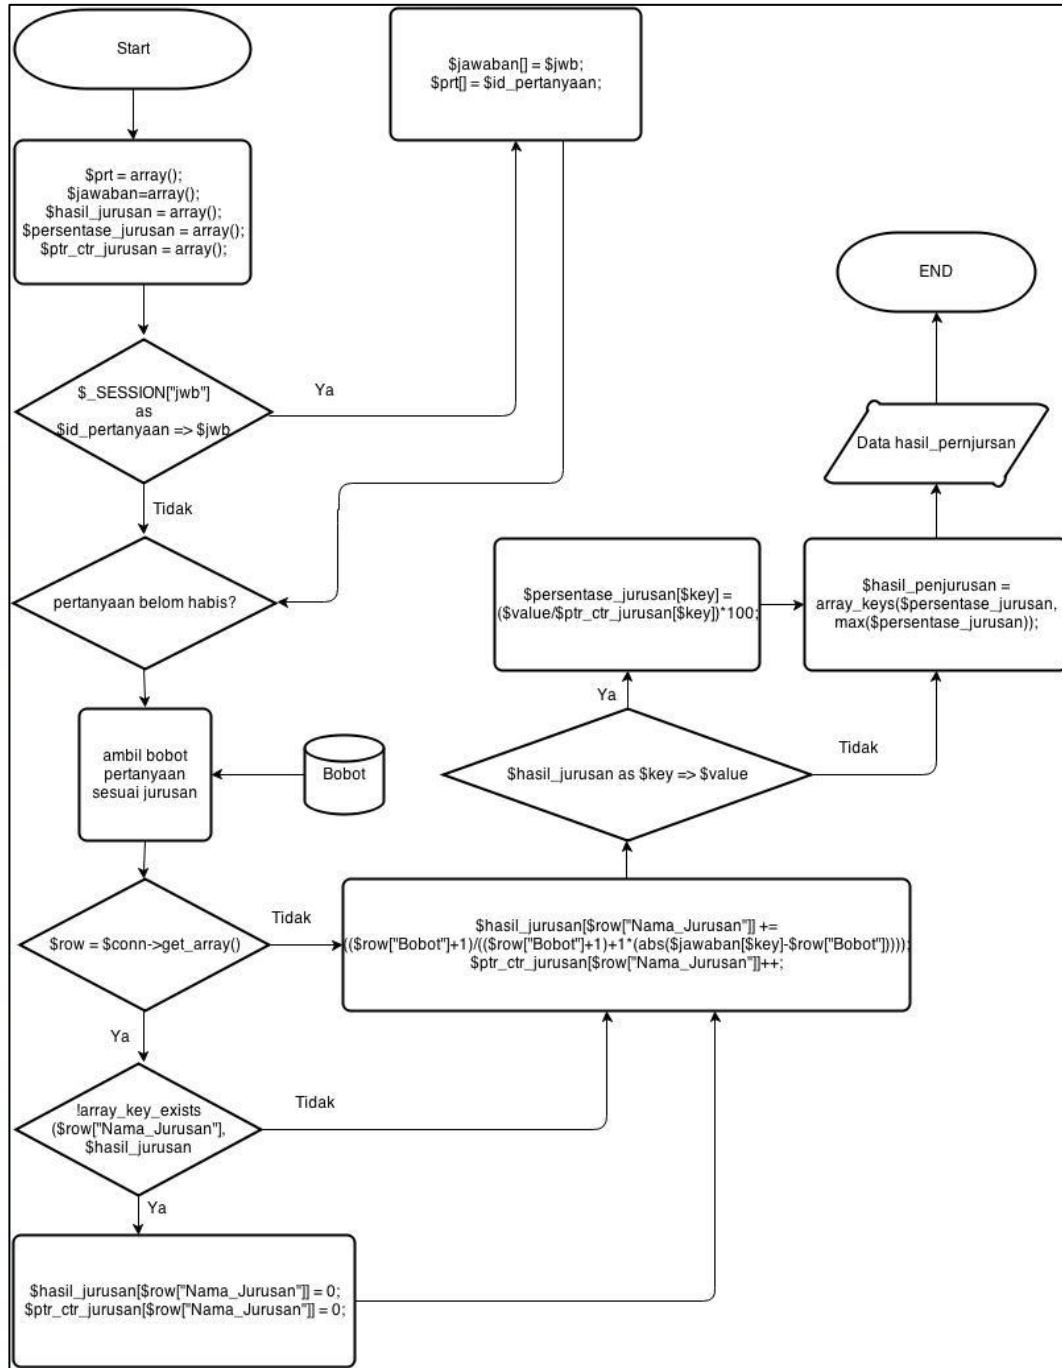 Start
$jawaban[] = $jwb;
$prt[] = $id_pertanyaan;
$prt = array();
$jawaban=array();
$hasil_jurusan = array();
$persentase_jurusan = array();
$ptr_ctr_jurusan = array();
END
$_SESSION["jwb"]
as
$id_pertanyaan => $jwb
Ya
Data hasil_pernjursan
Tidak
pertanyaan belom habis?
$persentase_jurusan[$key] =
($value/$ptr_ctr_jurusan[$key])*100;
$hasil_penjurusan =
array_keys($persentase_jurusan,
max($persentase_jurusan));
Ya
ambil bobot
pertanyaan
sesuai jurusan
Bobot
$hasil_jurusan as $key => $value
Tidak
$row = $conn->get_array()
Tidak
$hasil_jurusan[$row["Nama_Jurusan"]] +=
(($row["Bobot"]+1)/(($row["Bobot"]+1)+1*(abs($jawaban[$key]-$row["Bobot"]))));
$ptr_ctr_jurusan[$row["Nama_Jurusan"]]++;
Ya
!array_key_exists
($row["Nama_Jurusan"],
$hasil_jurusan
Tidak
Ya
$hasil_jurusan[$row["Nama_Jurusan"]] = 0;
$ptr_ctr_jurusan[$row["Nama_Jurusan"]] = 0;